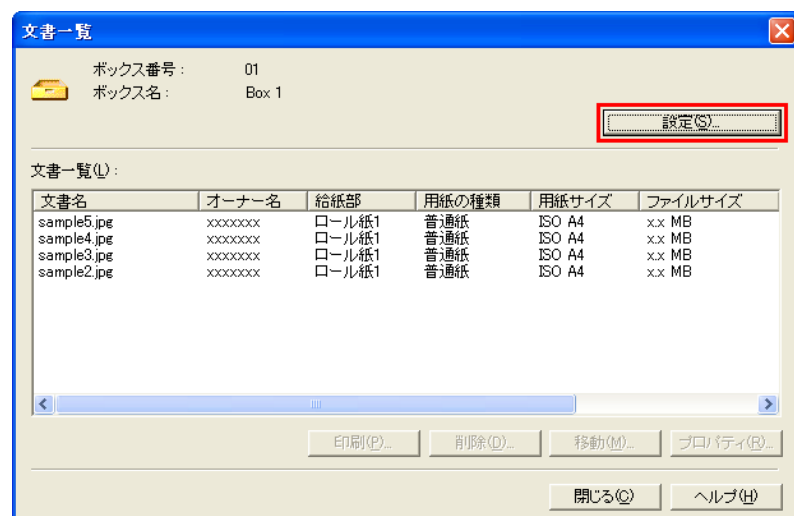 文書一覧
ボックス番号 : 01
ボックス名 : Box 1
設定(S)...
文書一覧(L) :
文書名 オーナー名 給紙部 用紙の種類 用紙サイズ ファイルサイズ
sample5.jpg xxxxxxx ロール紙1 普通紙 ISO A4 x.x MB
sample4.jpg xxxxxxx ロール紙1 普通紙 ISO A4 x.x MB
sample3.jpg xxxxxxx ロール紙1 普通紙 ISO A4 x.x MB
sample2.jpg xxxxxxx ロール紙1 普通紙 ISO A4 x.x MB
印刷(P)... 削除(D)... 移動(M)... プロパティ(R)...
閉じる(C) ヘルプ(H)